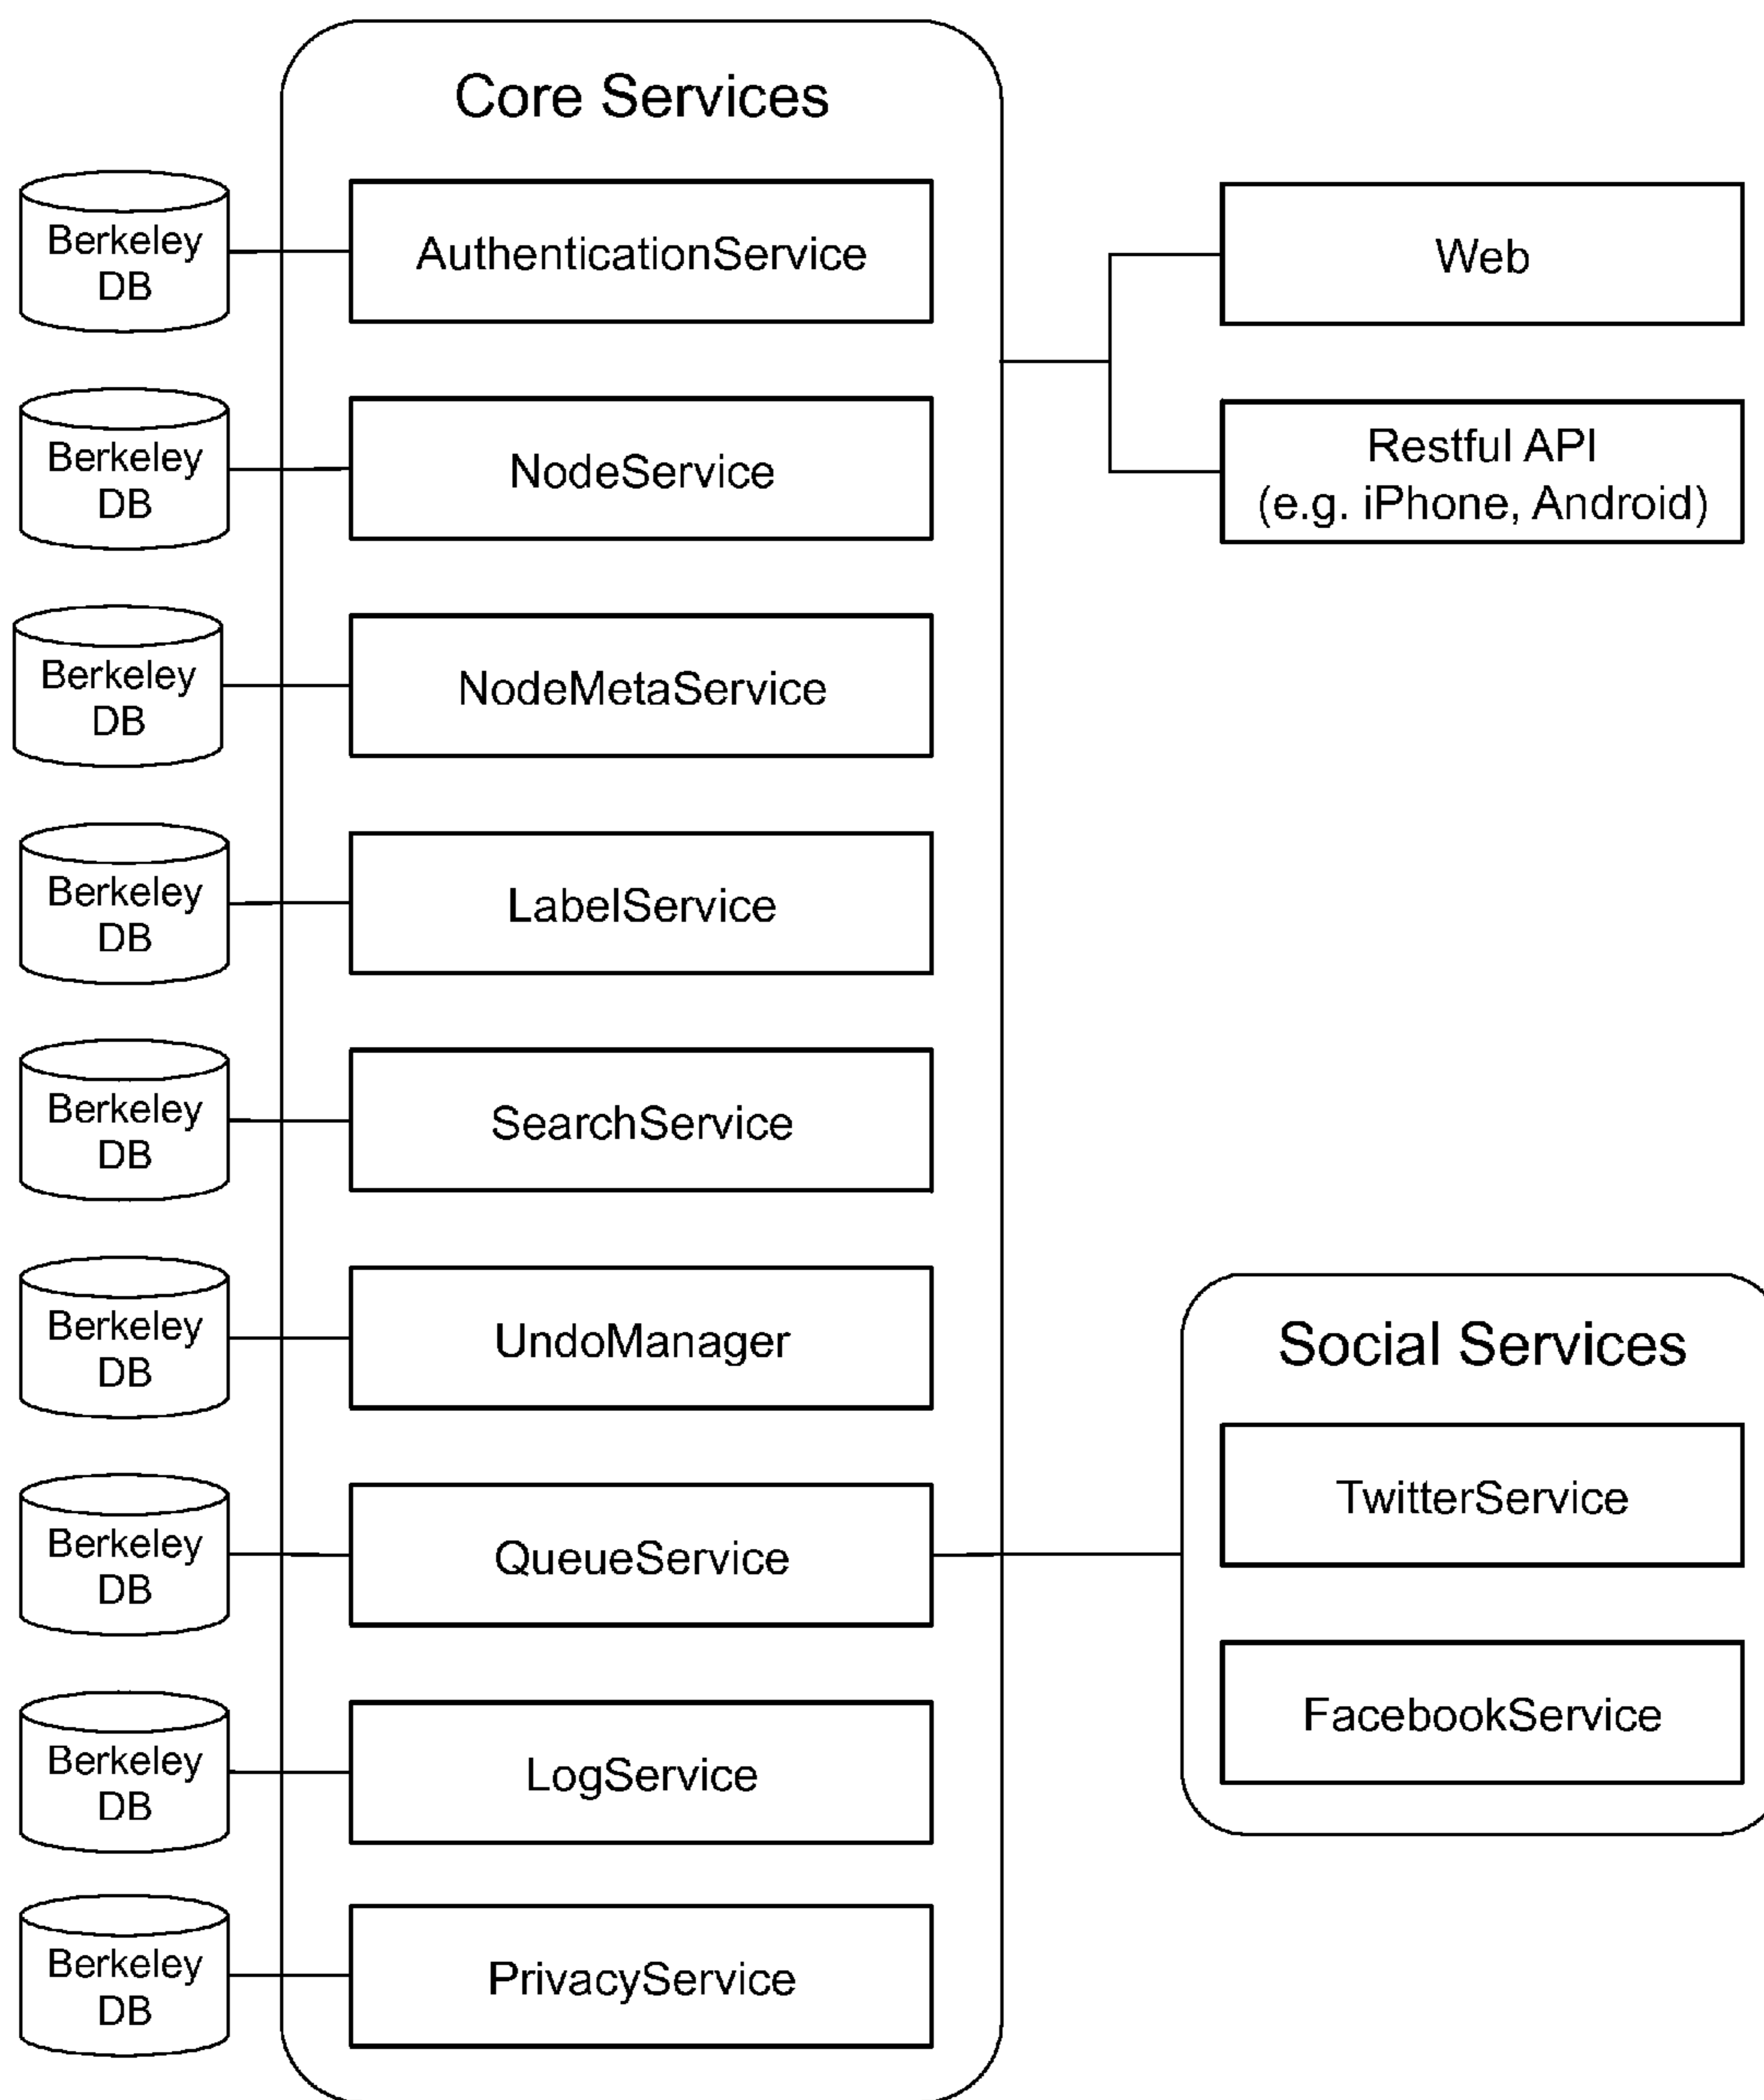 Core Services
Berkeley
DB
AuthenticationService
Berkeley
DB
NodeService
Berkeley
DB
NodeMetaService
Berkeley
DB
LabelService
Berkeley
DB
SearchService
Berkeley
DB
UndoManager
Berkeley
DB
QueueService
Berkeley
DB
LogService
Berkeley
DB
PrivacyService
Web
Restful API
(e.g. iPhone, Android)
Social Services
TwitterService
FacebookService